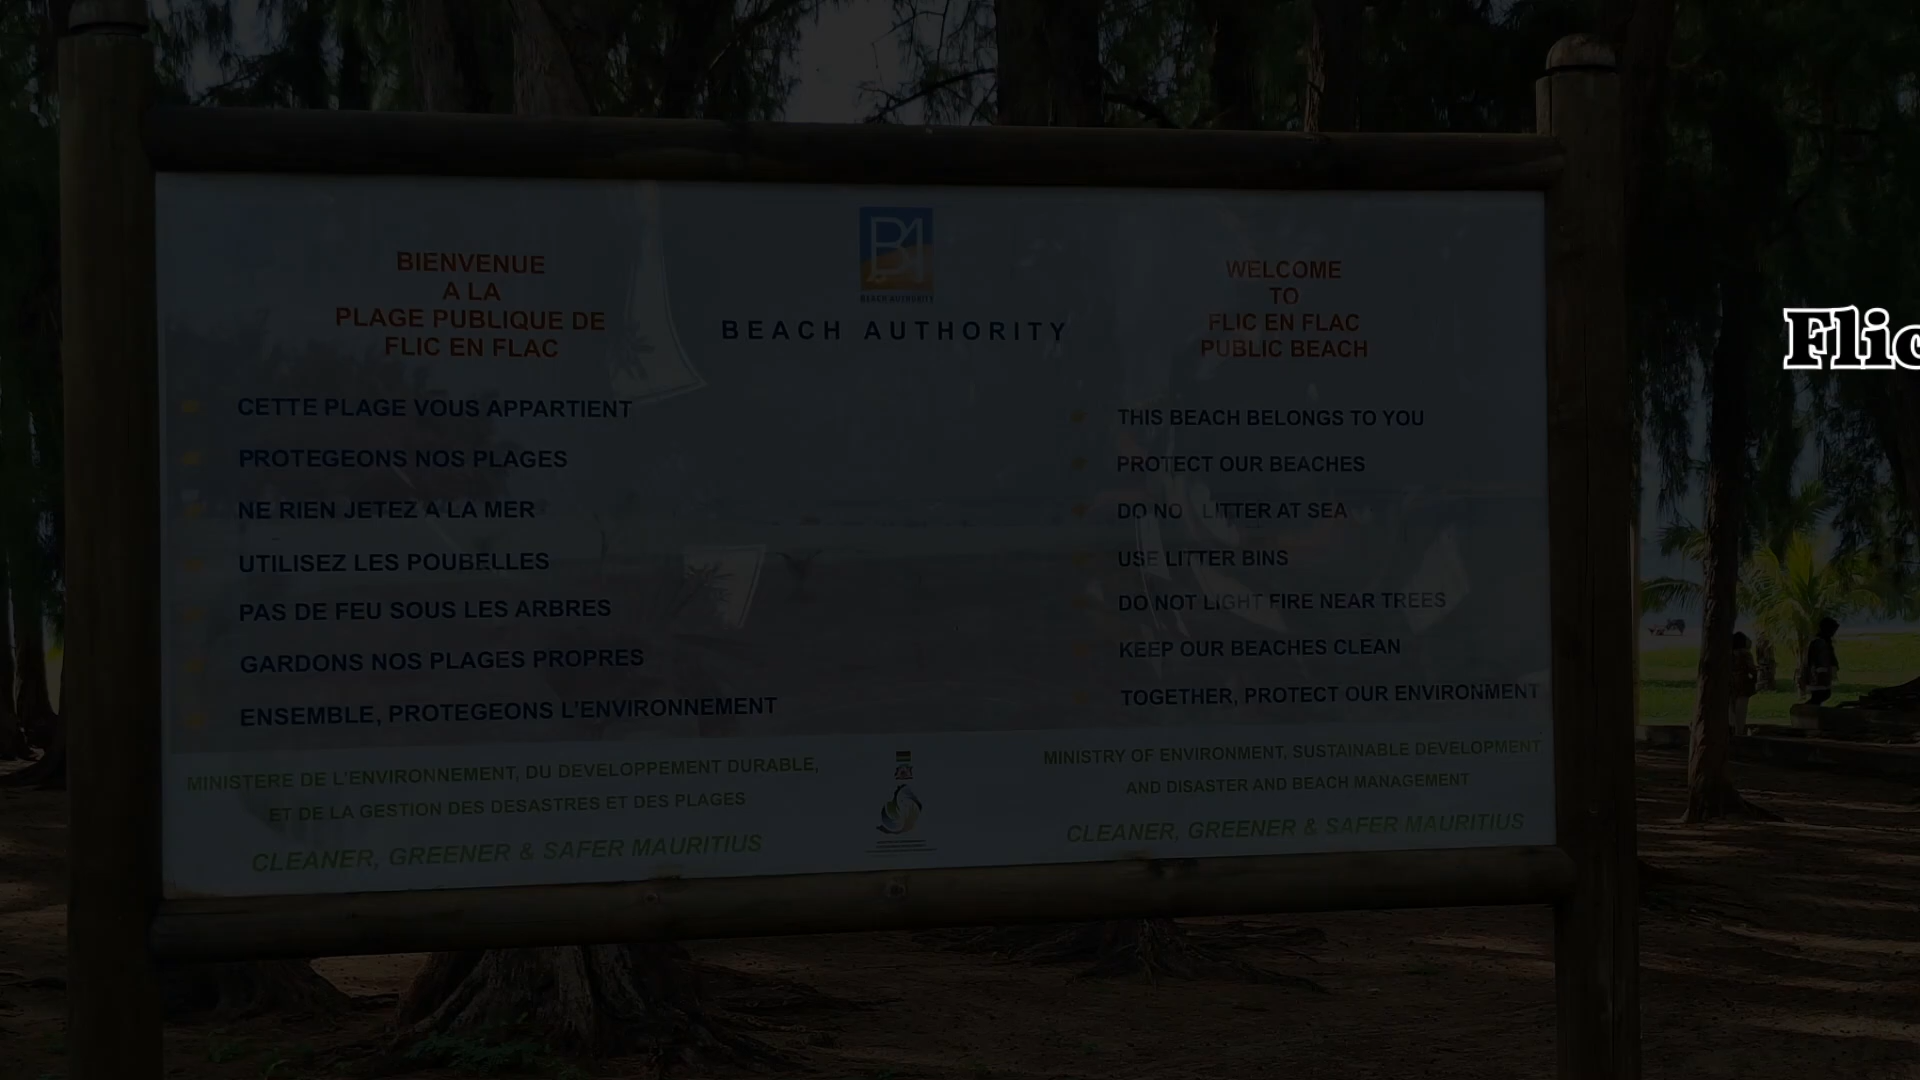 BIENVENUE
A LA
PLAGE PUBLIQUE DE
FLIC EN FLAC
CETTE PLAGE VOUS APPARTIENT
PROTEGEONS NOS PLAGES
NE RIEN JETEZ A LA MER
UTILISEZ LES POUBELLES
PAS DE FEU SOUS LES ARBRES
GARDONS NOS PLAGES PROPRES
ENSEMBLE, PROTEGEONS L'ENVIRONNEMENT
MINISTERE DE L'ENVIRONNEMENT, DU DEVELOPPEMENT DURABLE,
ET DE LA GESTION DES DESASTRES ET DES PLAGES
CLEANER, GREENER & SAFER MAURITIUS
BEACH AUTHORITY
BEACH AUTHORITY
WELCOME
TO
FLIC EN FLAC
PUBLIC BEACH
THIS BEACH BELONGS TO YOU
PROTECT OUR BEACHES
DO NO LITTER AT SEA
USE LITTER BINS
DO NOT LIGHT FIRE NEAR TREES
KEEP OUR BEACHES CLEAN
TOGETHER, PROTECT OUR ENVIRONMENT
MINISTRY OF ENVIRONMENT, SUSTAINABLE DEVELOPMENT
AND DISASTER AND BEACH MANAGEMENT
CLEANER, GREENER & SAFER MAURITIUS
Flic